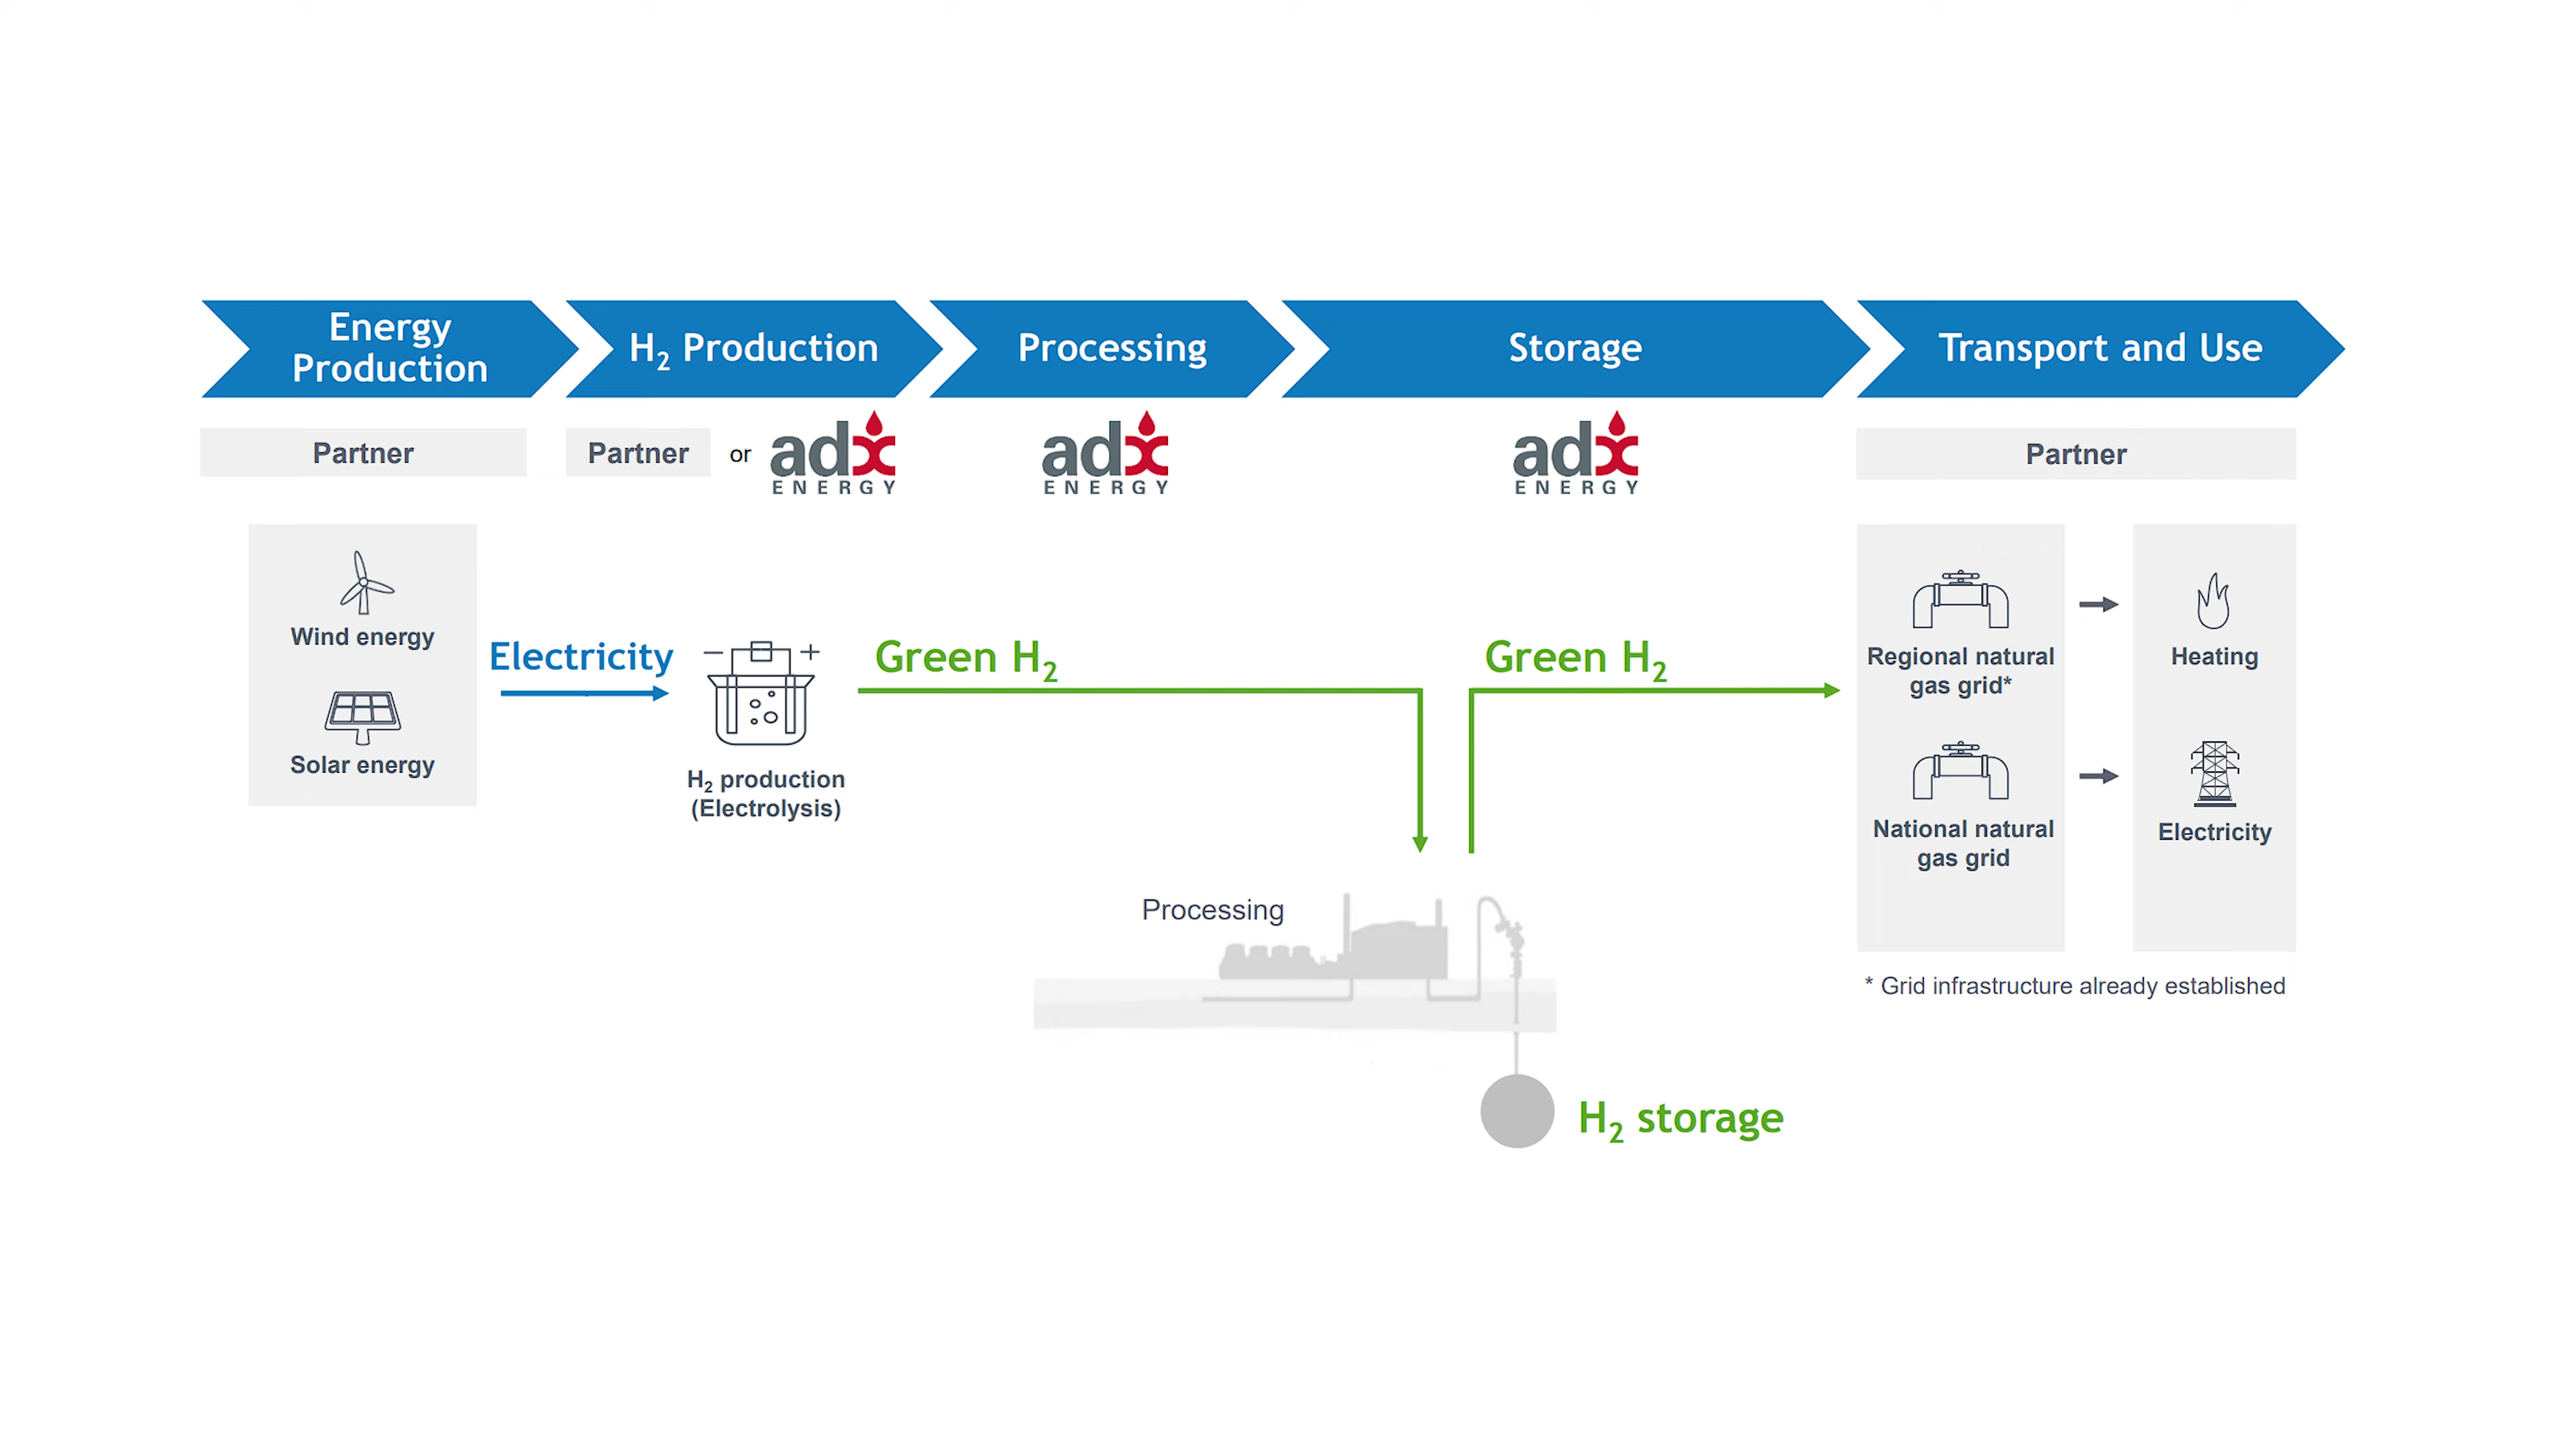 Energy
Production
H₂ Production
Processing
Storage
Transport and Use
Partner
Partner
or
adx
ENERGY
adx
ENERGY
adx
ENERGY
Partner
Wind energy
Solar energy
Electricity
− +
H₂ production
(Electrolysis)
Green H₂
Green H₂
Processing
H₂ storage
Regional natural
gas grid*
Heating
National natural
gas grid
Electricity
* Grid infrastructure already established